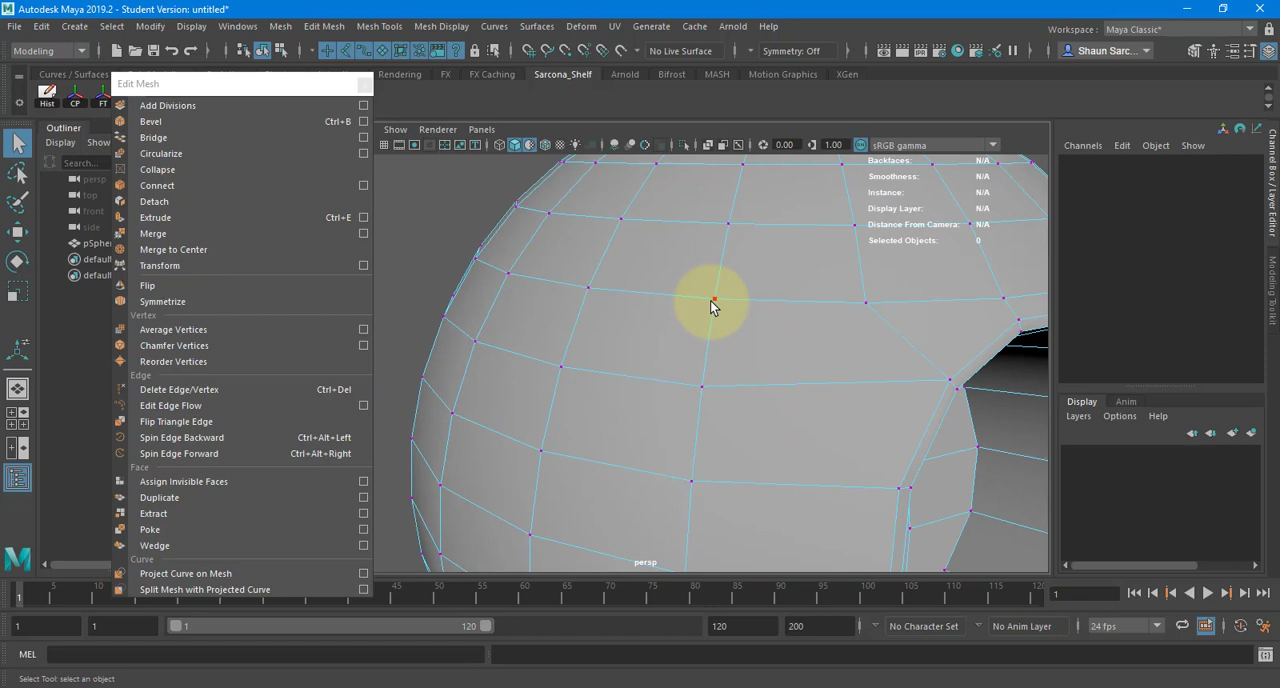 Autodesk Maya 2019.2 - Student Version: untitled*
File Edit Create Select Modify Display Windows Mesh Edit Mesh Mesh Tools Mesh Display Curves Surfaces Deform UV Generate Cache Arnold Help
Workspace : Maya Classic*
Modeling No Live Surface Symmetry: Off Shaun Sarc...
Curves / Surfaces Rendering FX FX Caching Sarcona_Shelf Arnold Bifrost MASH Motion Graphics XGen
Hist CP FT
Edit Mesh
Add Divisions
Bevel Ctrl+B
Bridge
Circularize
Collapse
Connect
Detach
Extrude Ctrl+E
Merge
Merge to Center
Transform
Flip
Symmetrize
Vertex
Average Vertices
Chamfer Vertices
Reorder Vertices
Edge
Delete Edge/Vertex Ctrl+Del
Edit Edge Flow
Flip Triangle Edge
Spin Edge Backward Ctrl+Alt+Left
Spin Edge Forward Ctrl+Alt+Right
Face
Assign Invisible Faces
Duplicate
Extract
Poke
Wedge
Curve
Project Curve on Mesh
Split Mesh with Projected Curve
Outliner
Display Show
Search...
persp
top
front
side
pSphe
defau
defau
Show Renderer Panels
0.00 1.00 sRGB gamma
Backfaces: N/A
Smoothness: N/A
Instance: N/A
Display Layer: N/A
Distance From Camera: N/A
Selected Objects: 0
persp
Channels Edit Object Show
Channel Box / Layer Editor
Modeling Toolkit
Display Anim
Layers Options Help
1 5 10 45 50 55 60 65 70 75 80 85 90 95 100 105 110 115 120 1
1 1 1 120 120 200 No Character Set No Anim Layer 24 fps
MEL
Select Tool: select an object